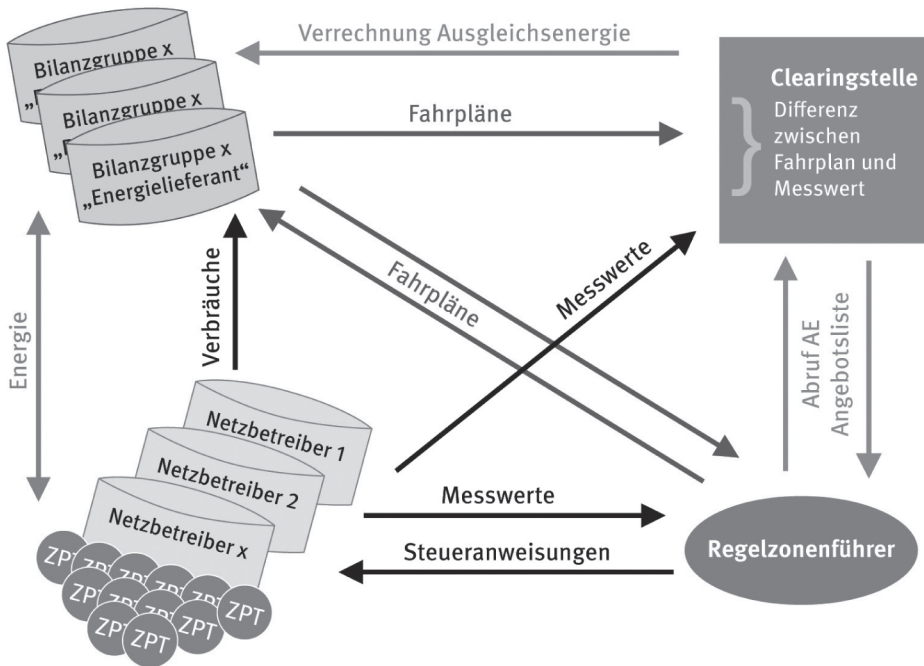 Verrechnung Ausgleichsenergie
Bilanzgruppe x
Bilanzgruppe x
Bilanzgruppe x
„Energielieferant“
Fahrpläne
Clearingstelle
Differenz
zwischen
Fahrplan und
Messwert
Energie
Verbräuche
Fahrpläne
Messwerte
Abruf AE
Angebotsliste
Netzbetreiber 1
Netzbetreiber 2
Netzbetreiber x
Messwerte
Steueranweisungen
Regelzonenführer
ZPT
ZPT
ZPT
ZPT
ZPT
ZPT